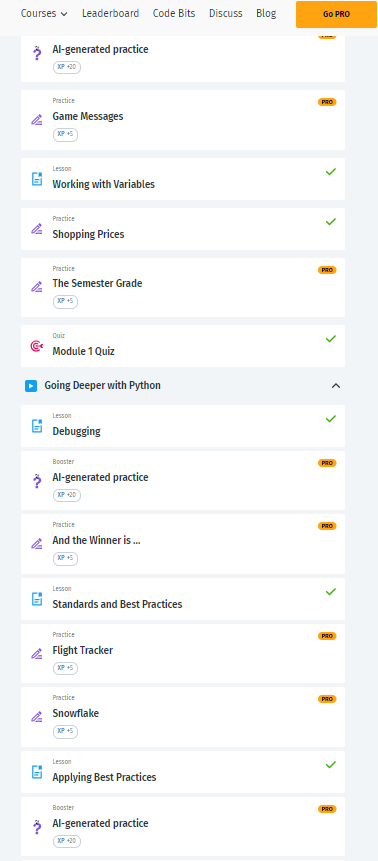 Courses Leaderboard Code Bits Discuss Blog Go PRO
AI-generated practice
XP +20
Practice PRO
Game Messages
XP +5
Lesson
Working with Variables
Practice
Shopping Prices
Practice PRO
The Semester Grade
XP +5
Quiz
Module 1 Quiz
Going Deeper with Python
Lesson
Debugging
Booster PRO
AI-generated practice
XP +20
Practice PRO
And the Winner is ...
XP +5
Lesson
Standards and Best Practices
Practice PRO
Flight Tracker
XP +5
Practice PRO
Snowflake
XP +5
Lesson
Applying Best Practices
Booster PRO
AI-generated practice
XP +20